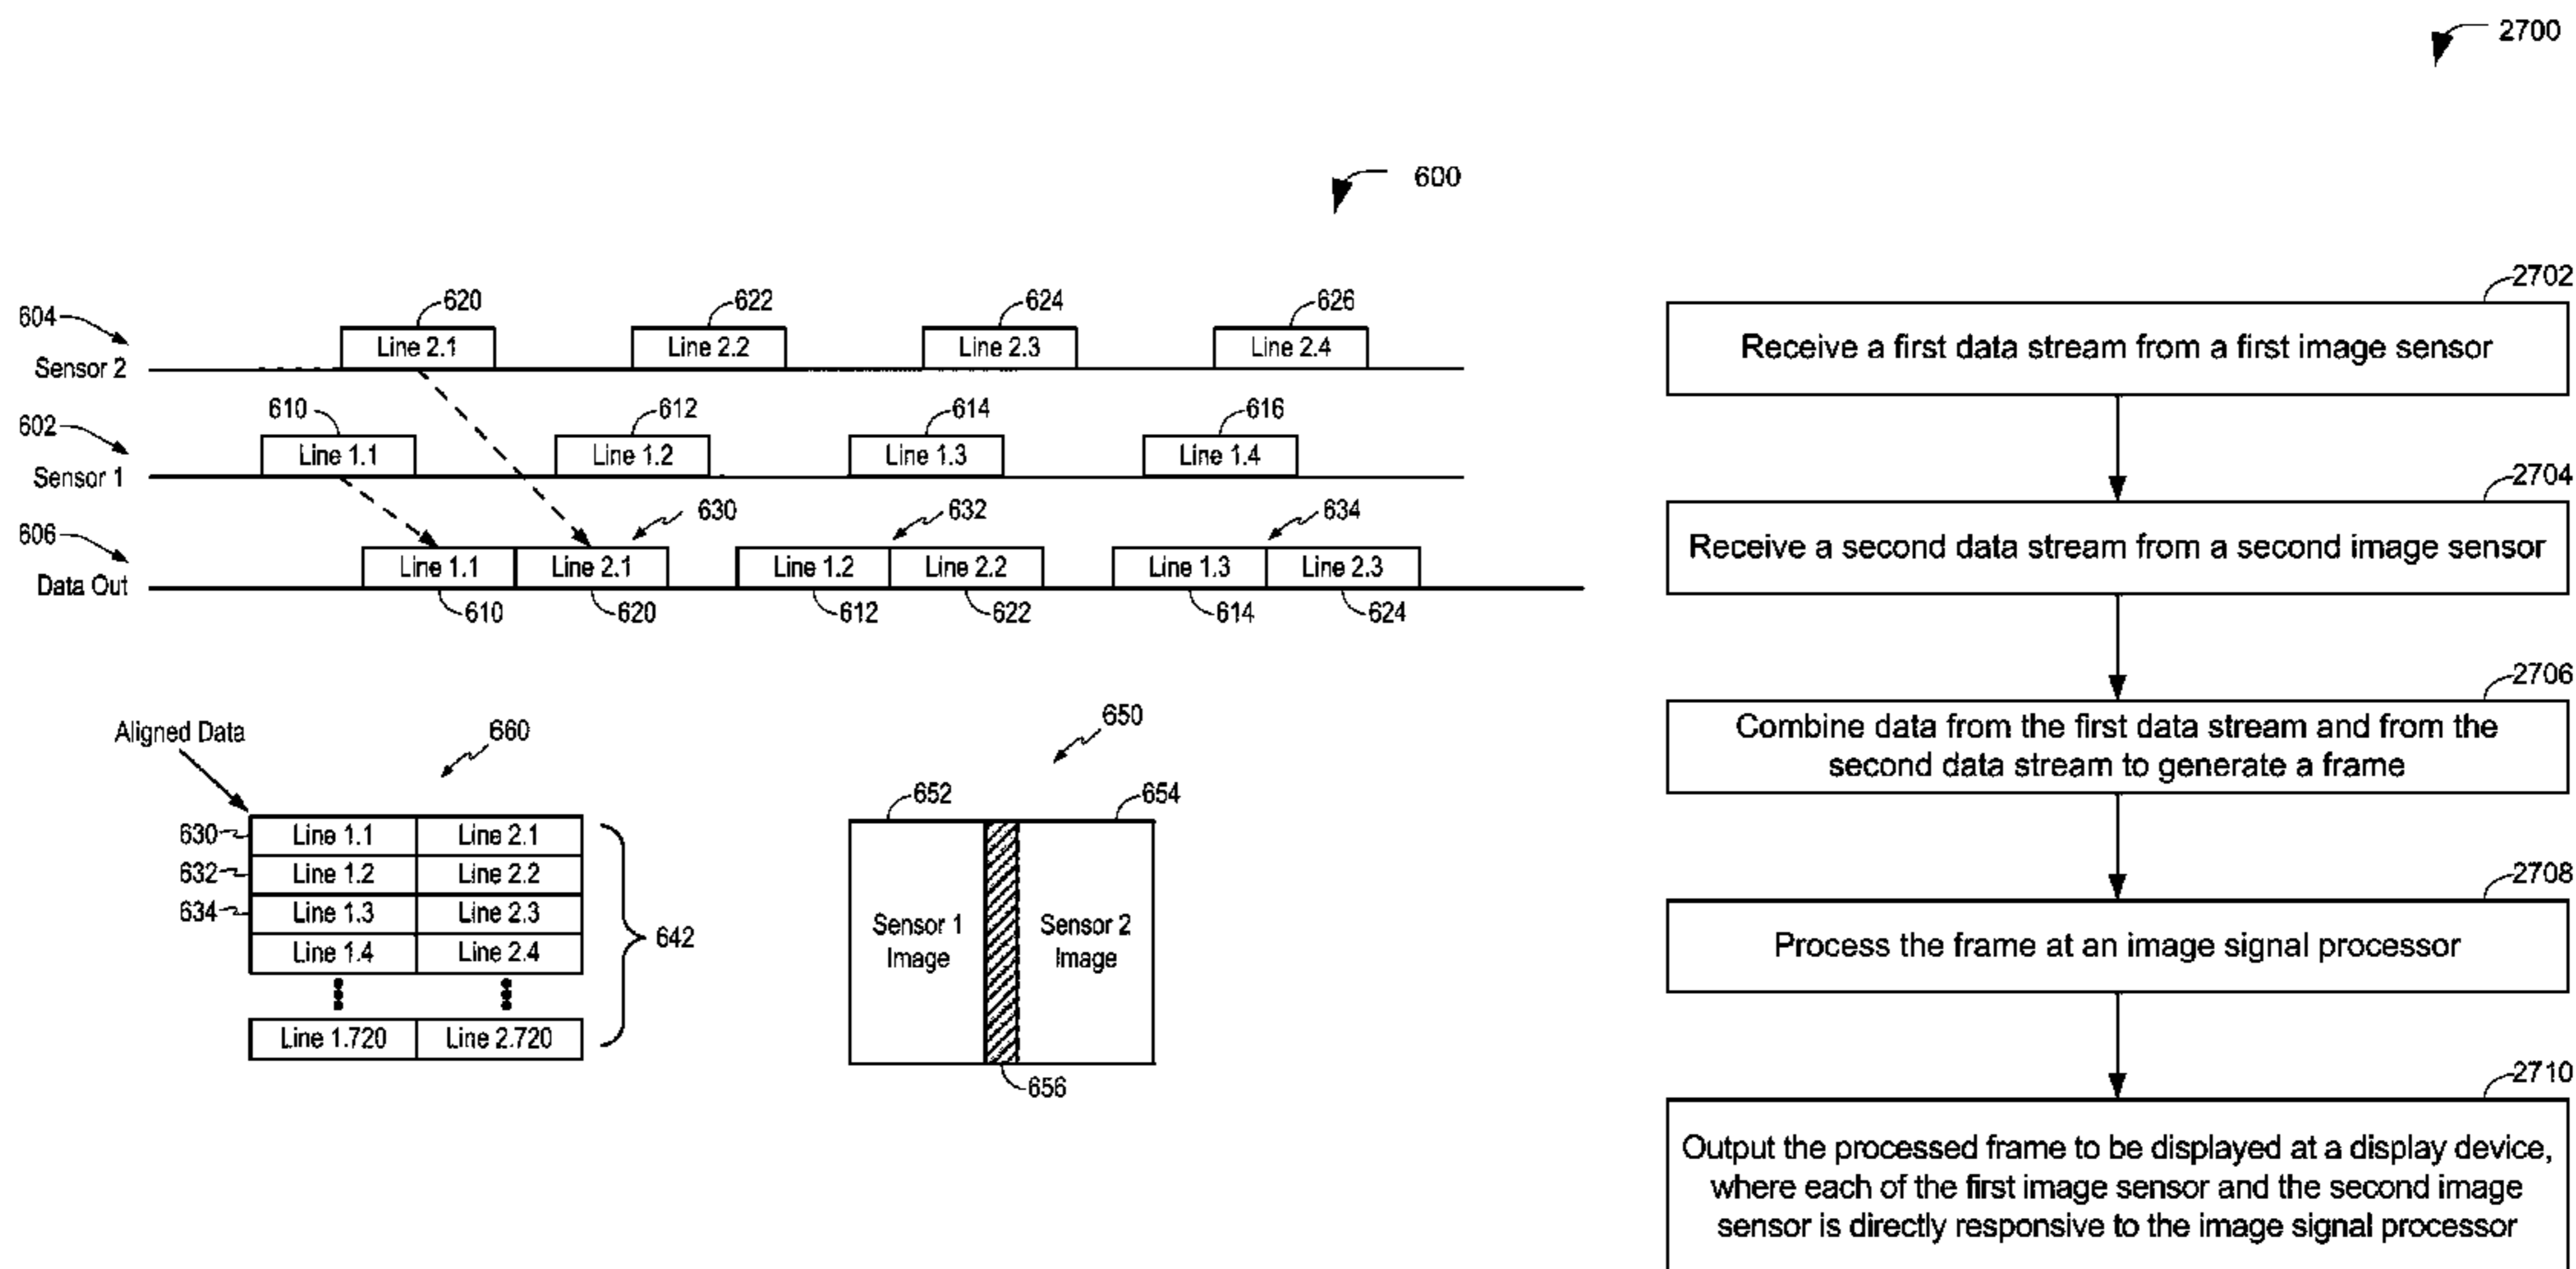 2700
600
620
622
624
626
604
Line 2.1
Line 2.2
Line 2.3
Line 2.4
Sensor 2
610
612
614
616
602
Line 1.1
Line 1.2
Line 1.3
Line 1.4
Sensor 1
630
632
634
606
Line 1.1
Line 2.1
Line 1.2
Line 2.2
Line 1.3
Line 2.3
Data Out
610
620
612
622
614
624
Aligned Data
660
630
Line 1.1
Line 2.1
632
Line 1.2
Line 2.2
634
Line 1.3
Line 2.3
Line 1.4
Line 2.4
642
Line 1.720
Line 2.720
650
652
654
Sensor 1
Image
Sensor 2
Image
656
2702
Receive a first data stream from a first image sensor
2704
Receive a second data stream from a second image sensor
2706
Combine data from the first data stream and from the
second data stream to generate a frame
2708
Process the frame at an image signal processor
2710
Output the processed frame to be displayed at a display device,
where each of the first image sensor and the second image
sensor is directly responsive to the image signal processor